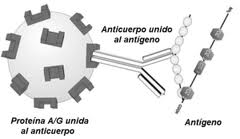 Anticuerpo unido
al antígeno
Proteína A/G unida
al anticuerpo
Antígeno